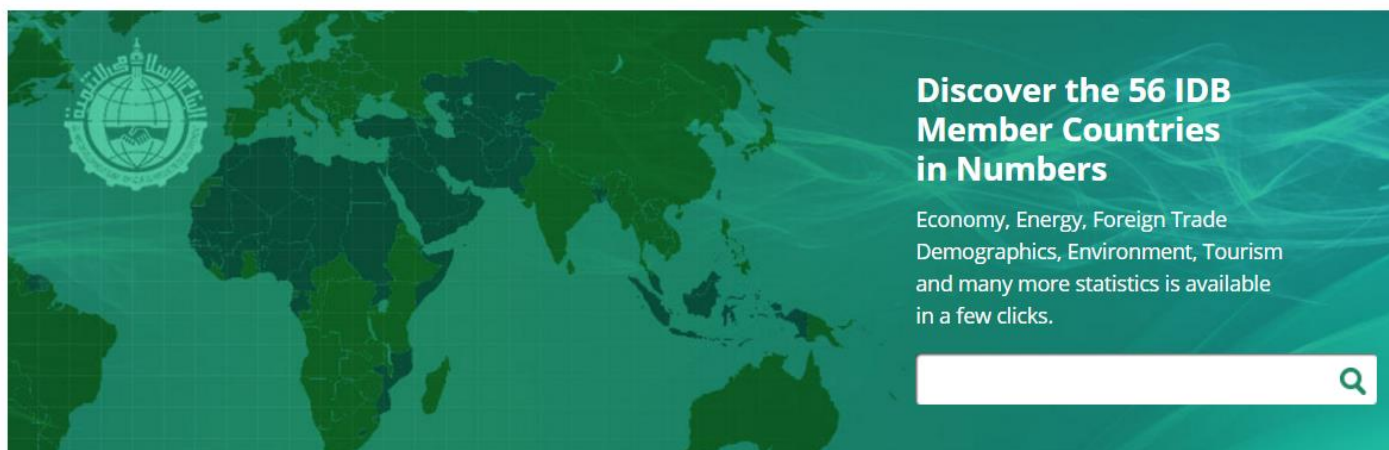 Discover the 56 IDB
Member Countries
in Numbers
Economy, Energy, Foreign Trade
Demographics, Environment, Tourism
and many more statistics is available
in a few clicks.